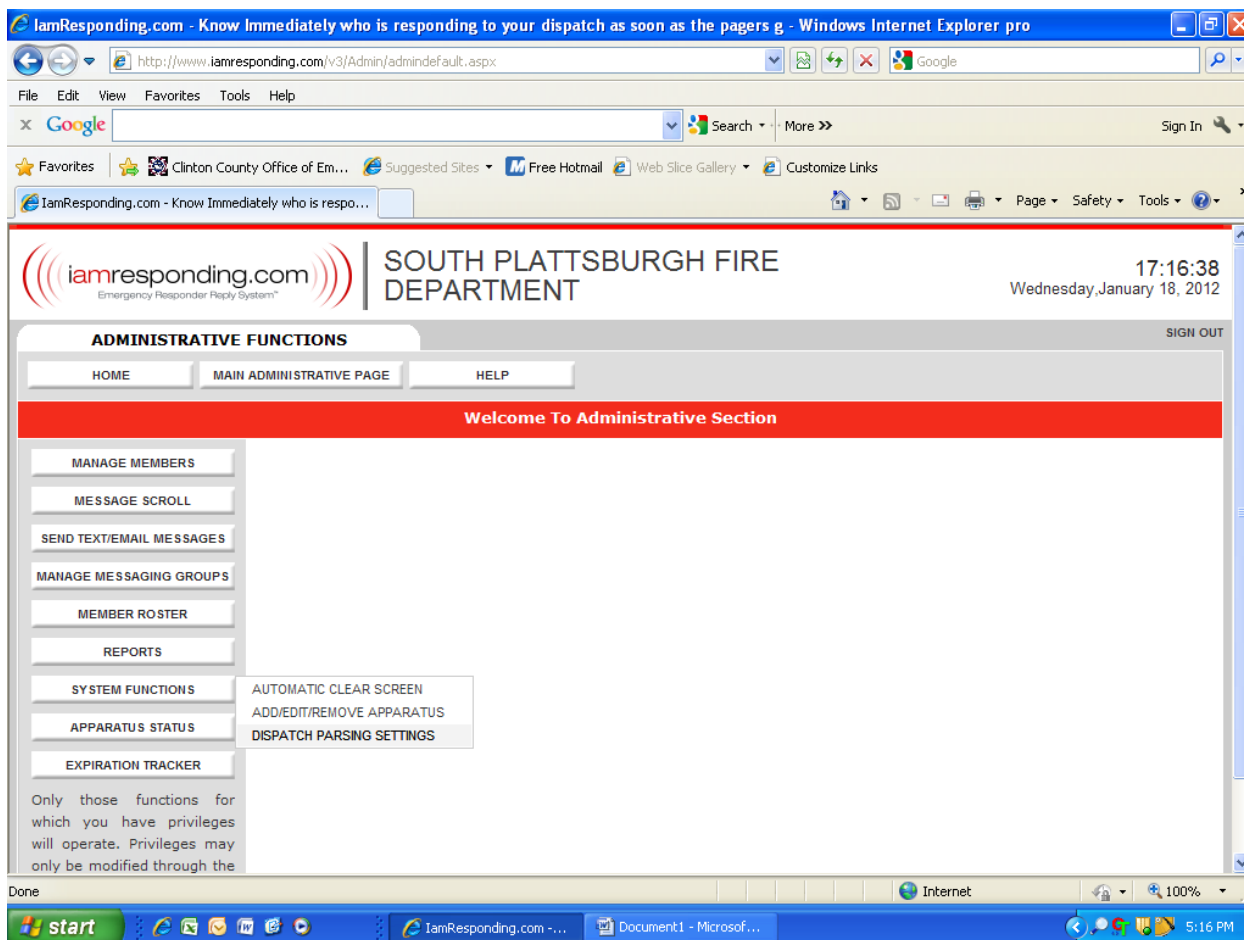 IamResponding.com - Know Immediately who is responding to your dispatch as soon as the pagers g - Windows Internet Explorer pro
http://www.iamresponding.com/v3/Admin/admindefault.aspx
Google
File Edit View Favorites Tools Help
x Google Search More >> Sign In
Favorites Clinton County Office of Em... Suggested Sites Free Hotmail Web Slice Gallery Customize Links
IamResponding.com - Know Immediately who is respo... Page Safety Tools
iamresponding.com
Emergency Responder Reply System™
SOUTH PLATTSBURGH FIRE
DEPARTMENT
17:16:38
Wednesday,January 18, 2012
ADMINISTRATIVE FUNCTIONS
SIGN OUT
HOME MAIN ADMINISTRATIVE PAGE HELP
Welcome To Administrative Section
MANAGE MEMBERS
MESSAGE SCROLL
SEND TEXT/EMAIL MESSAGES
MANAGE MESSAGING GROUPS
MEMBER ROSTER
REPORTS
SYSTEM FUNCTIONS
AUTOMATIC CLEAR SCREEN
ADD/EDIT/REMOVE APPARATUS
DISPATCH PARSING SETTINGS
APPARATUS STATUS
EXPIRATION TRACKER
Only those functions for
which you have privileges
will operate. Privileges may
only be modified through the
Done Internet 100%
start IamResponding.com -... Document1 - Microsof... 5:16 PM